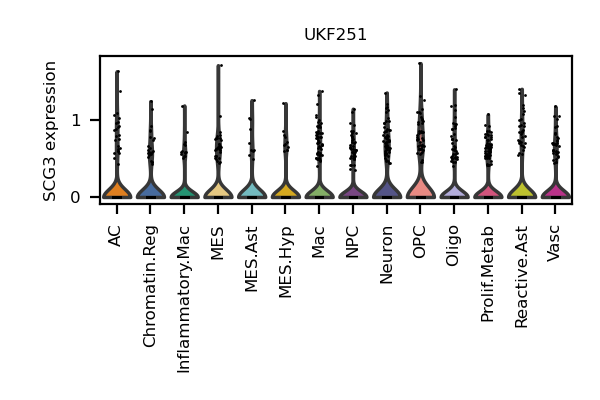 UKF251
SCG3 expression
1
0
AC
Chromatin.Reg
Inflammatory.Mac
MES
MES.Ast
MES.Hyp
Mac
NPC
Neuron
OPC
Oligo
Prolif.Metab
Reactive.Ast
Vasc